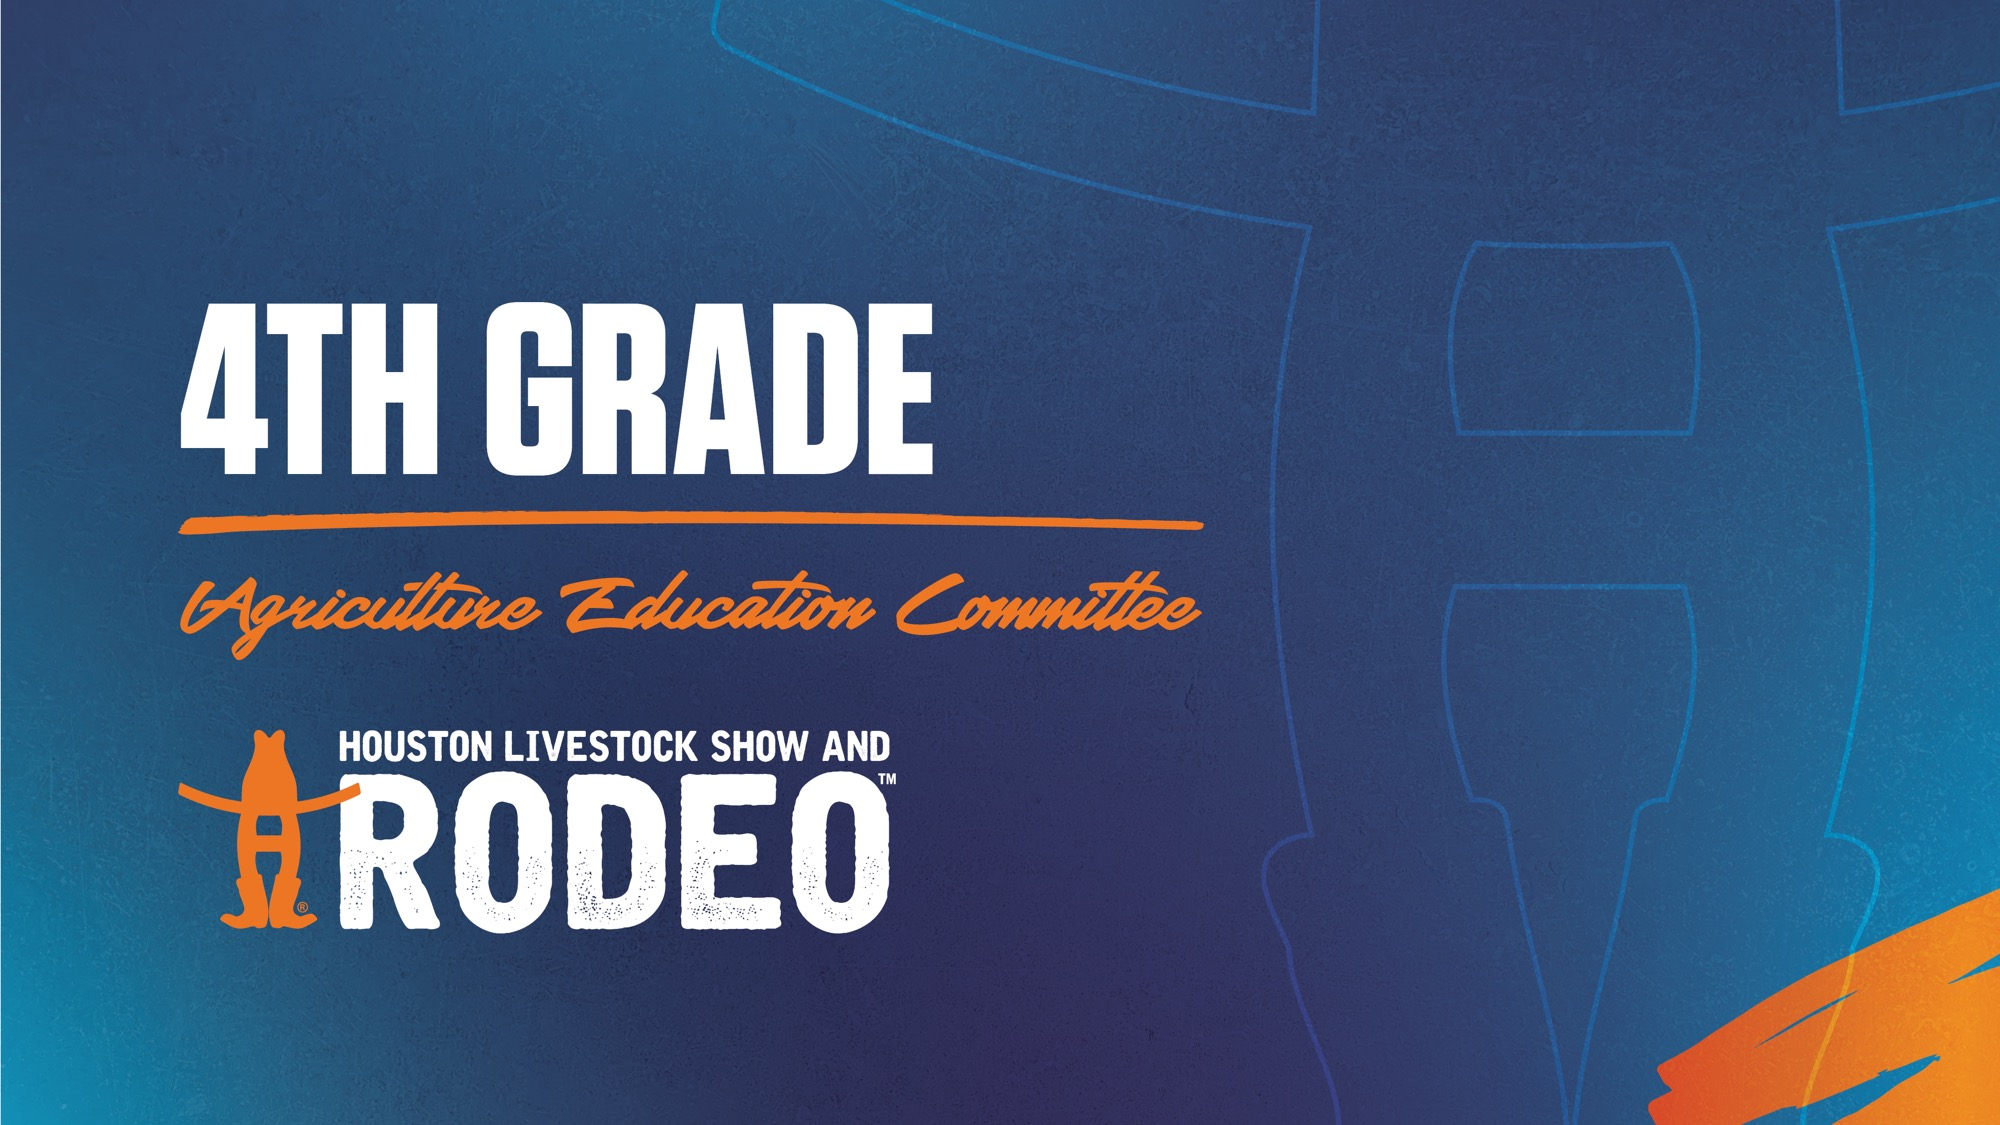 4TH GRADE
Agriculture Education Committee
HOUSTON LIVESTOCK SHOW AND
RODEO™
®